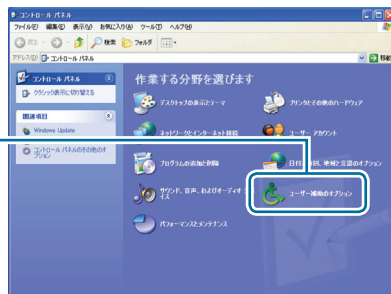 コントロール パネル
ファイル(F) 編集(E) 表示(V) お気に入り(A) ツール(T) ヘルプ(H)
戻る 検索 フォルダ
アドレス(D) コントロール パネル 移動
コントロール パネル
クラシック表示に切り替える
関連項目
Windows Update
コントロール パネルのその他のオプション
作業する分野を選びます
デスクトップの表示とテーマ
プリンタとその他のハードウェア
ネットワークとインターネット接続
ユーザー アカウント
プログラムの追加と削除
日付、時刻、地域と言語のオプション
サウンド、音声、およびオーディオ デバイス
ユーザー補助のオプション
パフォーマンスとメンテナンス